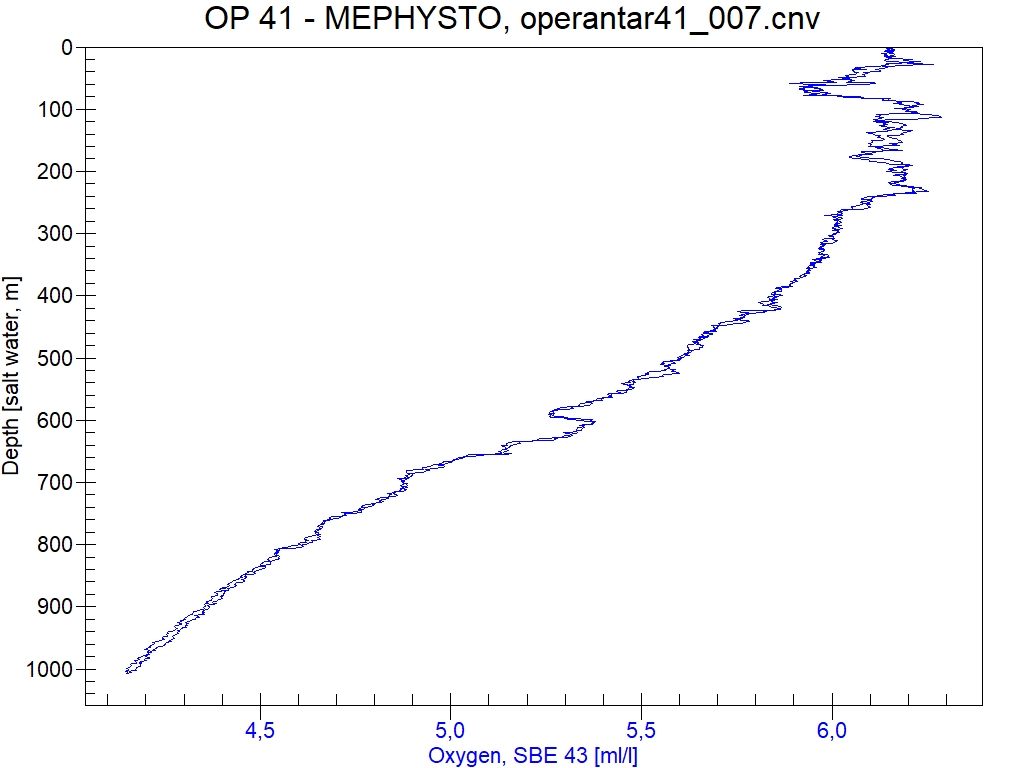 OP 41 - MEPHYSTO, operantar41_007.cnv
0
100
200
300
400
500
600
700
800
900
1000
Depth [salt water, m]
4,5 5,0 5,5 6,0
Oxygen, SBE 43 [ml/l]